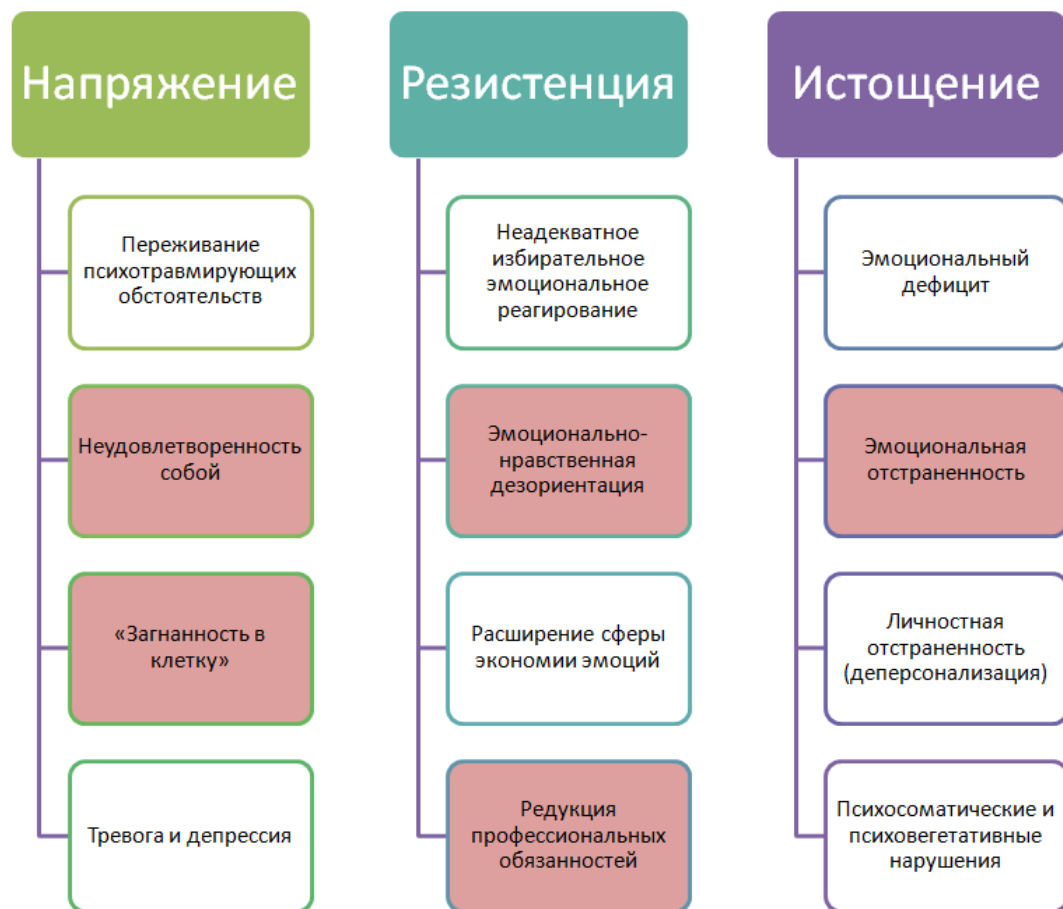 Напряжение
Переживание
психотравмирующих
обстоятельств
Неудовлетворенность
собой
«Загнанность в
клетку»
Тревога и депрессия
Резистенция
Неадекватное
избирательное
эмоциональное
реагирование
Эмоционально-
нравственная
дезориентация
Расширение сферы
экономии эмоций
Редукция
профессиональных
обязанностей
Истощение
Эмоциональный
дефицит
Эмоциональная
отстраненность
Личностная
отстраненность
(деперсонализация)
Психосоматические и
психовегетативные
нарушения